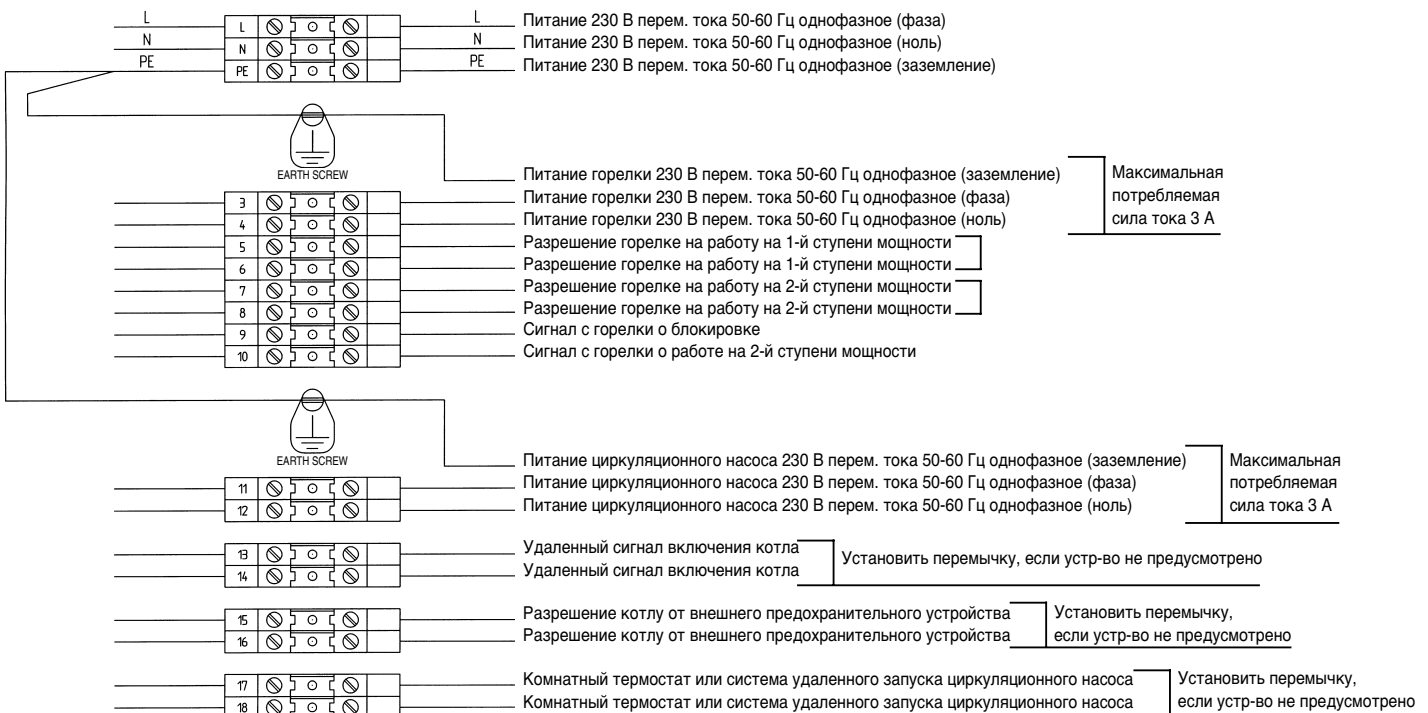 L L L Питание 230 В перем. тока 50-60 Гц однофазное (фаза)
N N N Питание 230 В перем. тока 50-60 Гц однофазное (ноль)
PE PE PE Питание 230 В перем. тока 50-60 Гц однофазное (заземление)
EARTH SCREW
Питание горелки 230 В перем. тока 50-60 Гц однофазное (заземление) Максимальная
3 Питание горелки 230 В перем. тока 50-60 Гц однофазное (фаза) потребляемая
4 Питание горелки 230 В перем. тока 50-60 Гц однофазное (ноль) сила тока 3 А
5 Разрешение горелке на работу на 1-й ступени мощности
6 Разрешение горелке на работу на 1-й ступени мощности
7 Разрешение горелке на работу на 2-й ступени мощности
8 Разрешение горелке на работу на 2-й ступени мощности
9 Сигнал с горелки о блокировке
10 Сигнал с горелки о работе на 2-й ступени мощности
EARTH SCREW
Питание циркуляционного насоса 230 В перем. тока 50-60 Гц однофазное (заземление) Максимальная
11 Питание циркуляционного насоса 230 В перем. тока 50-60 Гц однофазное (фаза) потребляемая
12 Питание циркуляционного насоса 230 В перем. тока 50-60 Гц однофазное (ноль) сила тока 3 А
13 Удаленный сигнал включения котла
Установить перемычку, если устр-во не предусмотрено
14 Удаленный сигнал включения котла
15 Разрешение котлу от внешнего предохранительного устройства Установить перемычку,
16 Разрешение котлу от внешнего предохранительного устройства если устр-во не предусмотрено
17 Комнатный термостат или система удаленного запуска циркуляционного насоса Установить перемычку,
18 Комнатный термостат или система удаленного запуска циркуляционного насоса если устр-во не предусмотрено